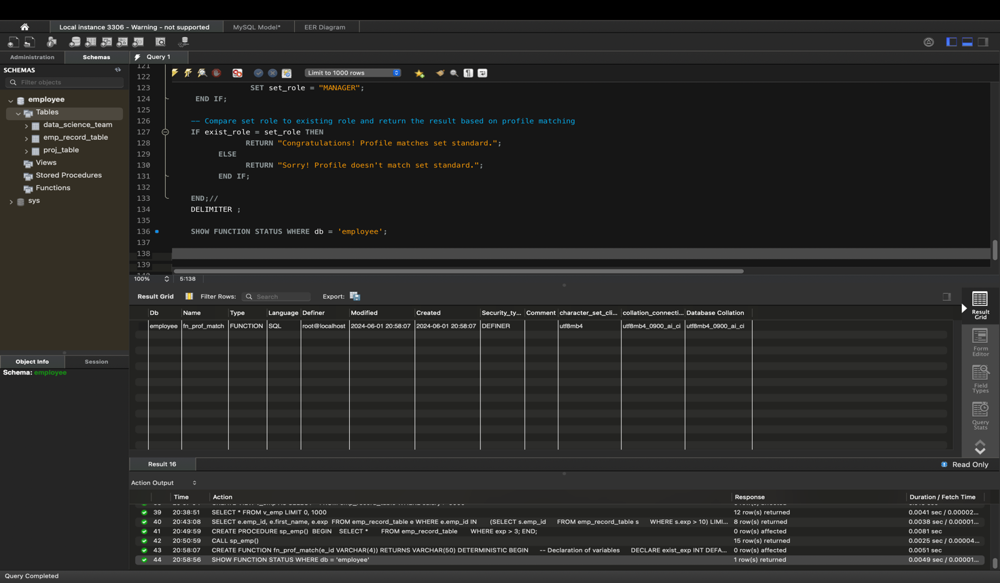 Local instance 3306 - Warning - not supported
MySQL Model*
EER Diagram
Administration
Schemas
Query 1
SCHEMAS
Filter objects
employee
Tables
data_science_team
emp_record_table
proj_table
Views
Stored Procedures
Functions
sys
Limit to 1000 rows
121
122
123 SET set_role = "MANAGER";
124 END IF;
125
126 -- Compare set role to existing role and return the result based on profile matching
127 IF exist_role = set_role THEN
128 RETURN "Congratulations! Profile matches set standard.";
129 ELSE
130 RETURN "Sorry! Profile doesn't match set standard.";
131 END IF;
132
133 END;//
134 DELIMITER ;
135
136 SHOW FUNCTION STATUS WHERE db = 'employee';
137
138
139
100% 5:138
Result Grid Filter Rows: Search Export:
Db Name Type Language Definer Modified Created Security_ty... Comment character_set_cli... collation_connecti... Database Collation
employee fn_prof_match FUNCTION SQL root@localhost 2024-06-01 20:58:07 2024-06-01 20:58:07 DEFINER utf8mb4 utf8mb4_0900_ai_ci utf8mb4_0900_ai_ci
Result Grid
Form Editor
Field Types
Query Stats
Object Info
Session
Schema: employee
Result 16
Read Only
Action Output
Time Action Response Duration / Fetch Time
39 20:38:51 SELECT * FROM v_emp LIMIT 0, 1000 12 row(s) returned 0.0041 sec / 0.00002...
40 20:43:08 SELECT e.emp_id, e.first_name, e.exp FROM emp_record_table e WHERE e.emp_id IN (SELECT s.emp_id FROM emp_record_table s WHERE s.exp > 10) LIMI... 8 row(s) returned 0.0038 sec / 0.00001...
41 20:49:59 CREATE PROCEDURE sp_emp() BEGIN SELECT * FROM emp_record_table WHERE exp > 3; END; 0 row(s) affected 0.0081 sec
42 20:50:59 CALL sp_emp() 15 row(s) returned 0.0025 sec / 0.00004...
43 20:58:07 CREATE FUNCTION fn_prof_match(e_id VARCHAR(4)) RETURNS VARCHAR(50) DETERMINISTIC BEGIN -- Declaration of variables DECLARE exist_exp INT DEFA... 0 row(s) affected 0.0051 sec
44 20:58:56 SHOW FUNCTION STATUS WHERE db = 'employee' 1 row(s) returned 0.0049 sec / 0.00001...
Query Completed